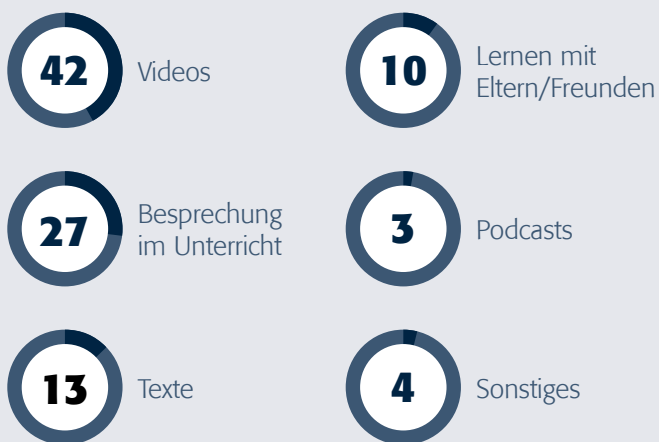 42 Videos
10 Lernen mit
Eltern/Freunden
27 Besprechung
im Unterricht
3 Podcasts
13 Texte
4 Sonstiges